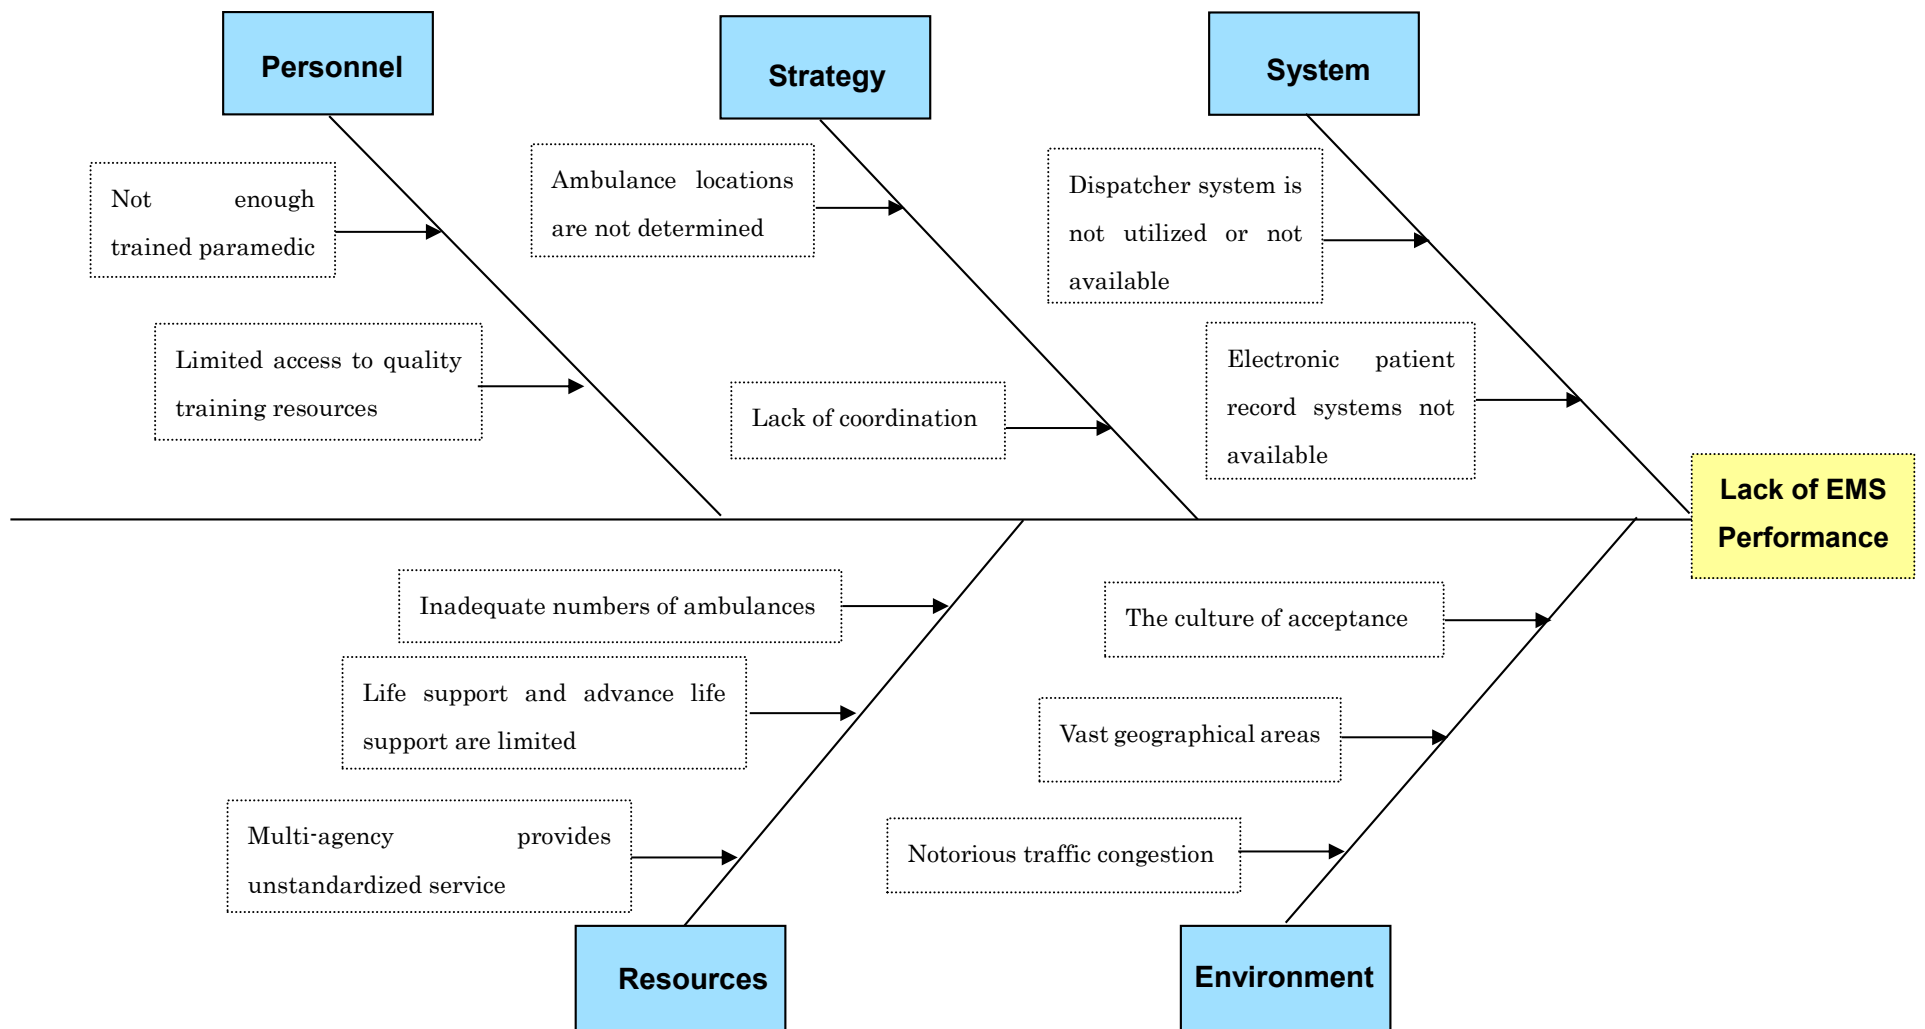 Personnel
Strategy
System
Not enough
trained paramedic
Ambulance locations
are not determined
Dispatcher system is
not utilized or not
available
Limited access to quality
training resources
Lack of coordination
Electronic patient
record systems not
available
Lack of EMS
Performance
Inadequate numbers of ambulances
The culture of acceptance
Life support and advance life
support are limited
Vast geographical areas
Multi-agency provides
unstandardized service
Notorious traffic congestion
Resources
Environment